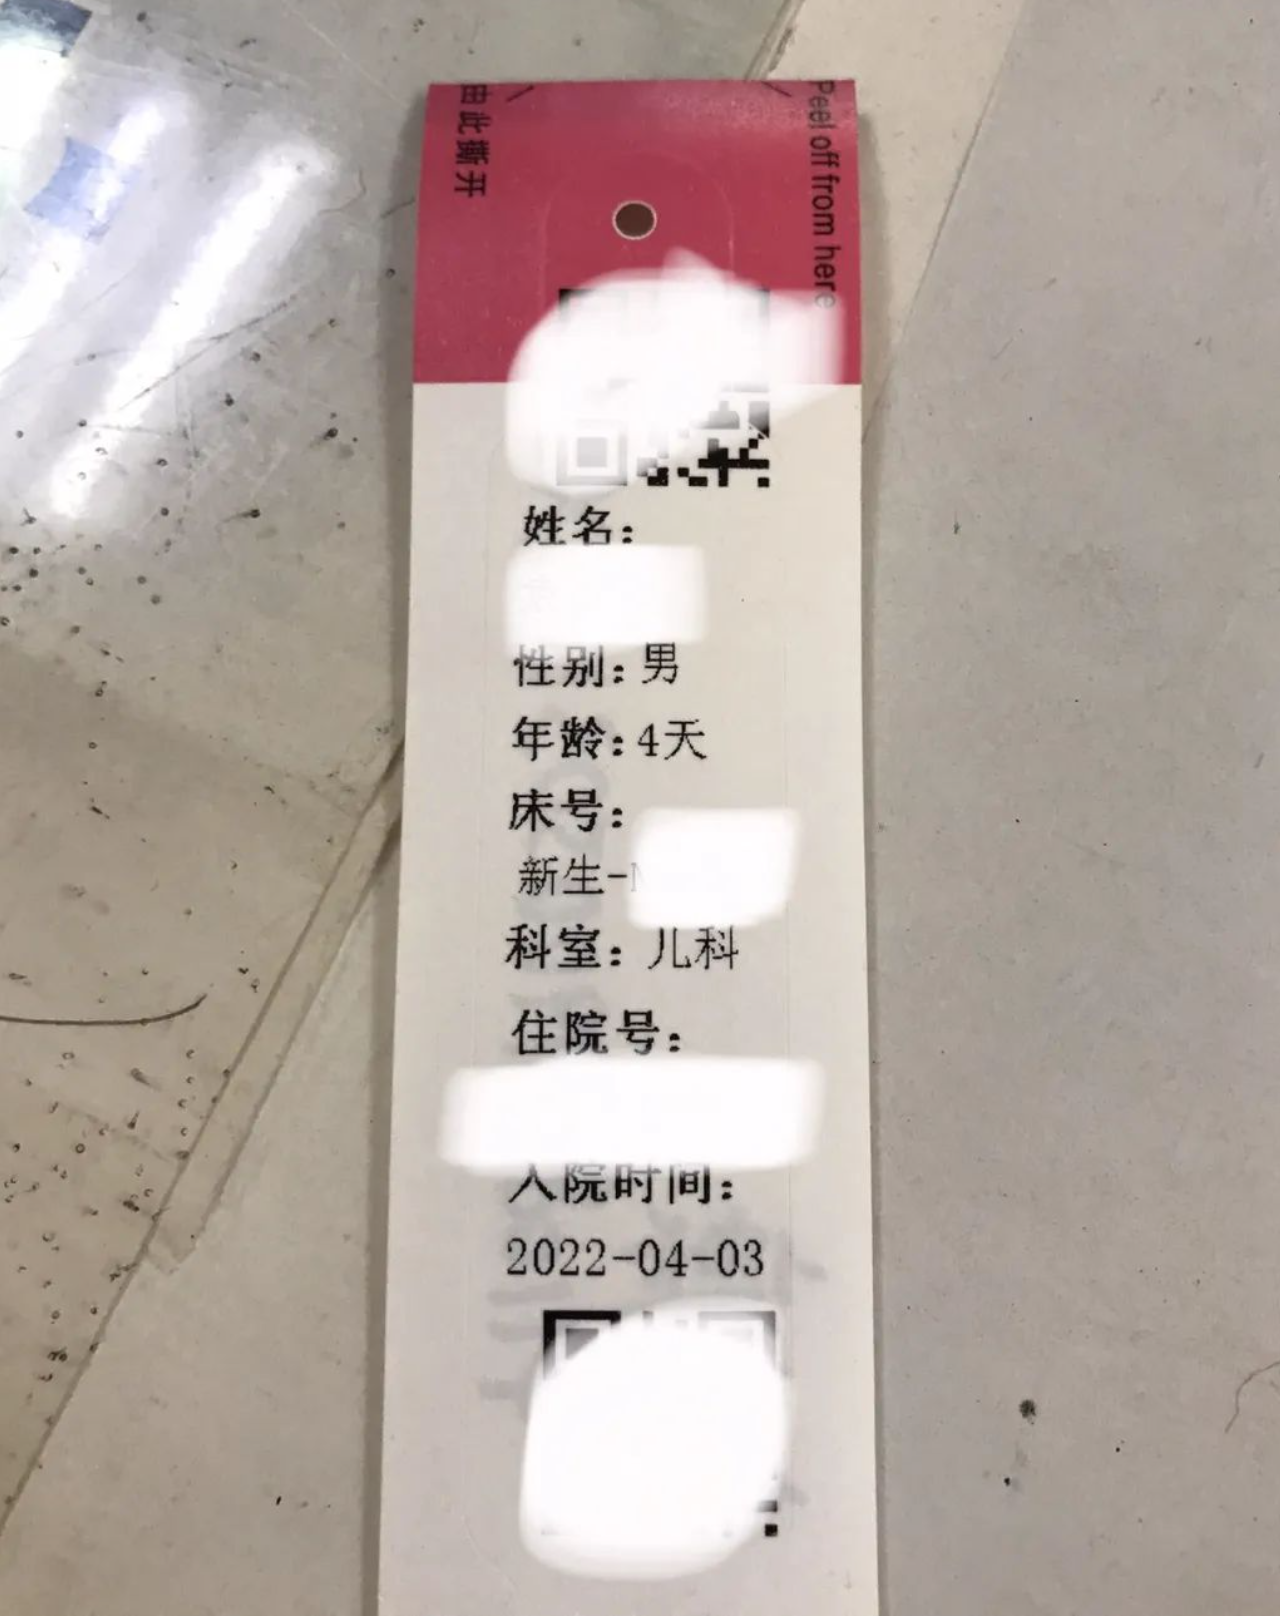 由此撕开
Peel off from here
姓名：
性别：男
年龄：4天
床号：
新生-
科室：儿科
住院号：
入院时间：
2022-04-03